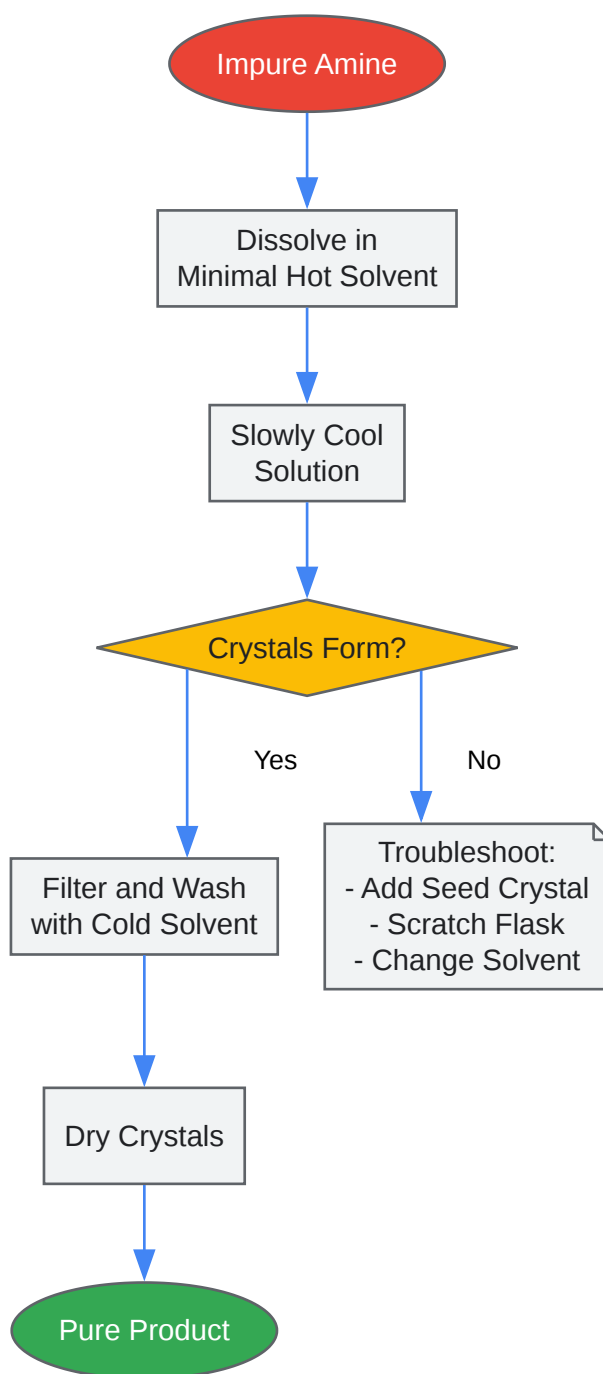 Impure Amine
Dissolve in
Minimal Hot Solvent
Slowly Cool
Solution
Crystals Form?
Yes
No
Filter and Wash
with Cold Solvent
Troubleshoot:
- Add Seed Crystal
- Scratch Flask
- Change Solvent
Dry Crystals
Pure Product